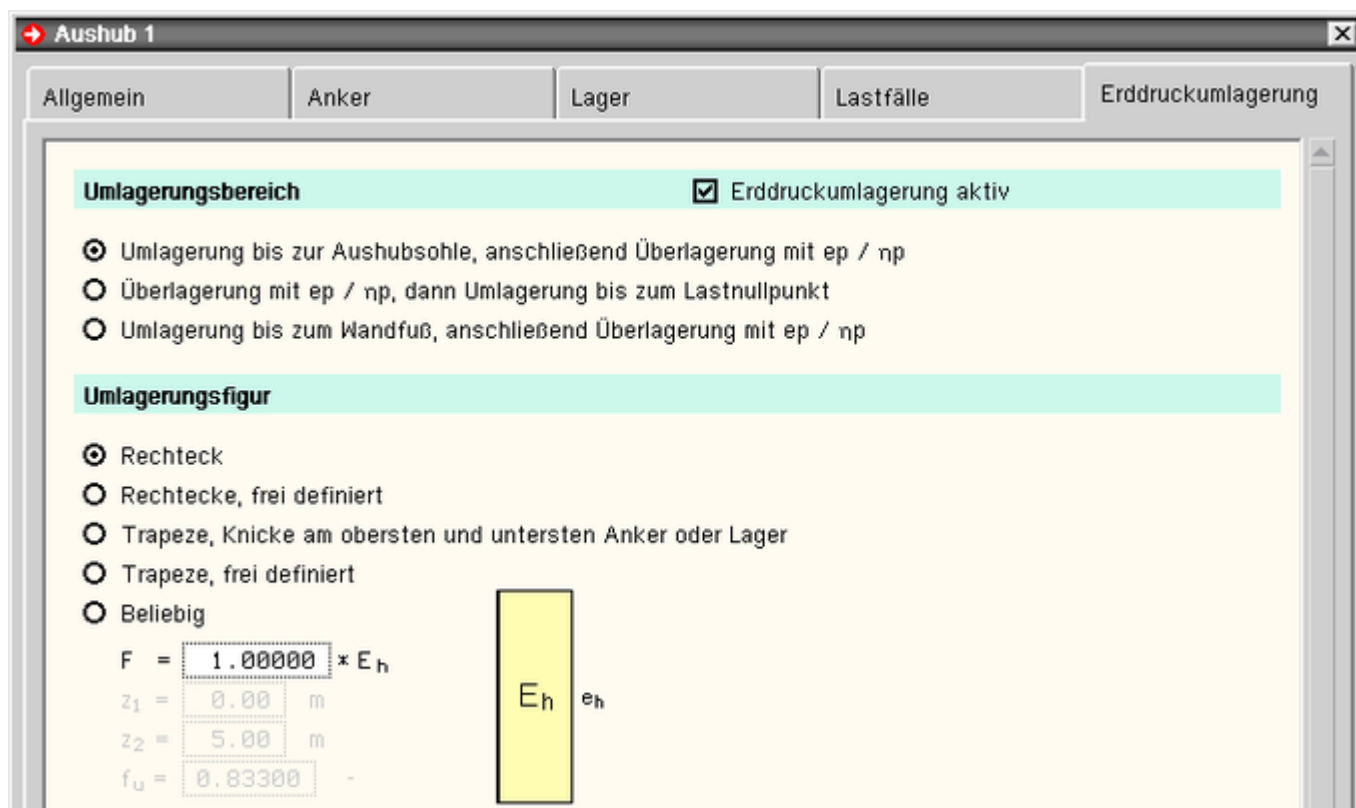 Aushub 1
Allgemein Anker Lager Lastfälle Erddruckumlagerung
Umlagerungsbereich Erddruckumlagerung aktiv
Umlagerung bis zur Aushubsohle, anschließend Überlagerung mit ep / ηp
Überlagerung mit ep / ηp, dann Umlagerung bis zum Lastnullpunkt
Umlagerung bis zum Wandfuß, anschließend Überlagerung mit ep / ηp
Umlagerungsfigur
Rechteck
Rechtecke, frei definiert
Trapeze, Knicke am obersten und untersten Anker oder Lager
Trapeze, frei definiert
Beliebig
F = 1.00000 * Eh
z1 = 0.00 m
Eh eh
z2 = 5.00 m
fu = 0.83300 -